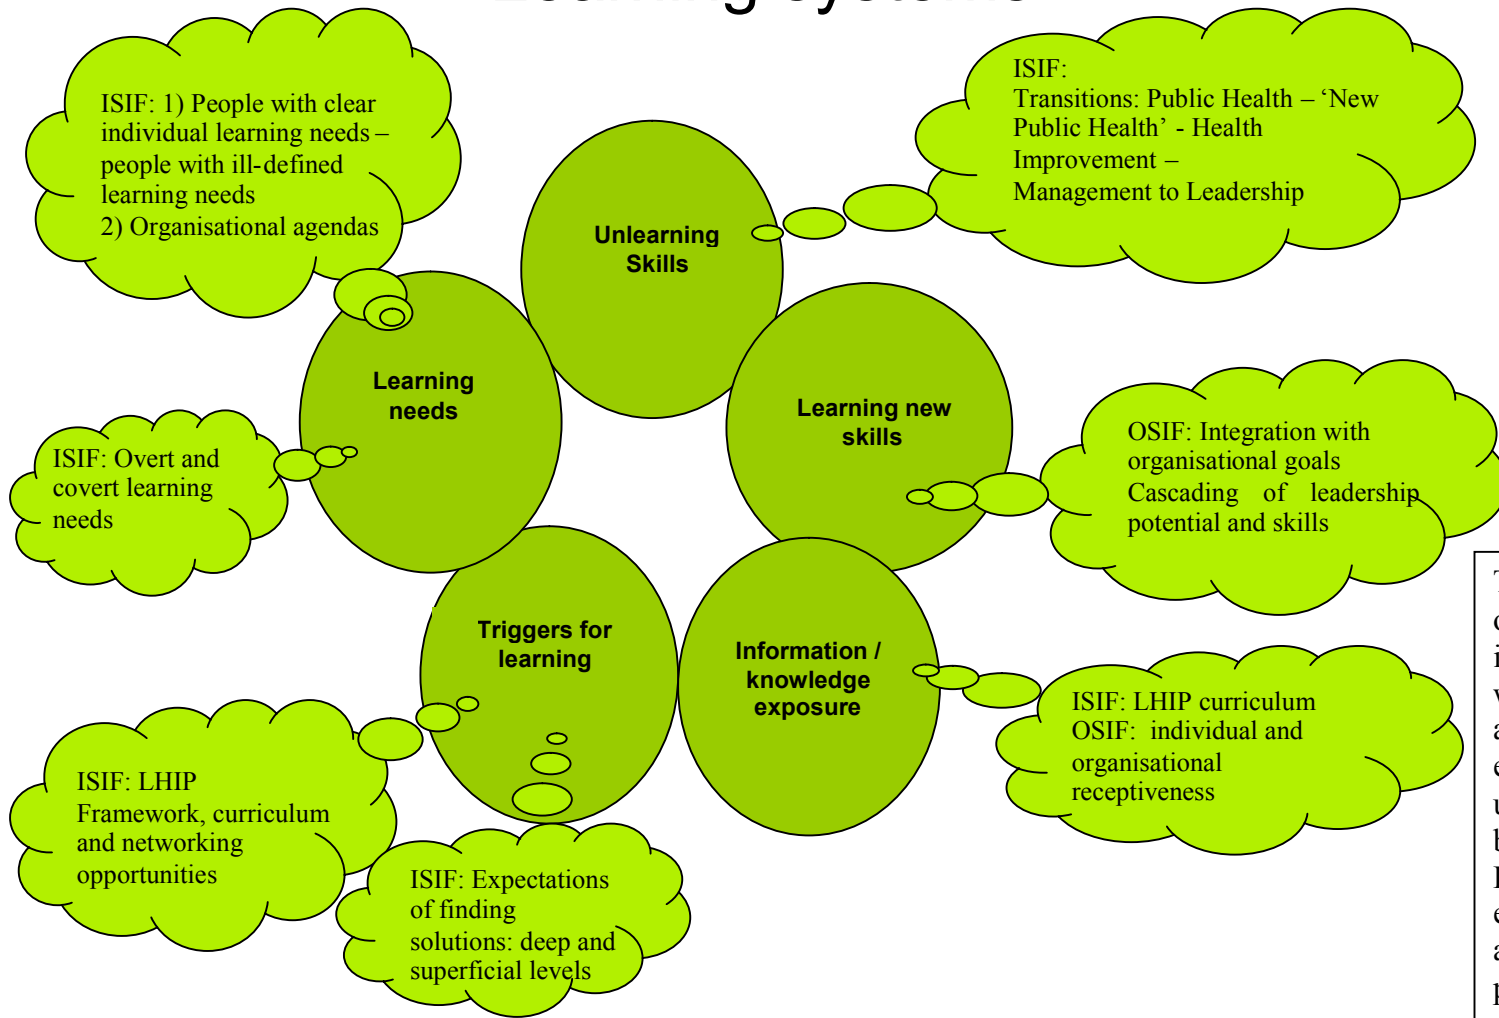 Learning Systems
ISIF: 1) People with clear
individual learning needs –
people with ill-defined
learning needs
2) Organisational agendas
ISIF:
Transitions: Public Health – ‘New
Public Health’ - Health
Improvement –
Management to Leadership
Unlearning
Skills
Learning
needs
Learning new
skills
ISIF: Overt and
covert learning
needs
OSIF: Integration with
organisational goals
Cascading of leadership
potential and skills
Triggers for
learning
Information /
knowledge
exposure
ISIF: LHIP curriculum
OSIF: individual and
organisational
receptiveness
ISIF: LHIP
Framework, curriculum
and networking
opportunities
ISIF: Expectations
of finding
solutions: deep and
superficial levels